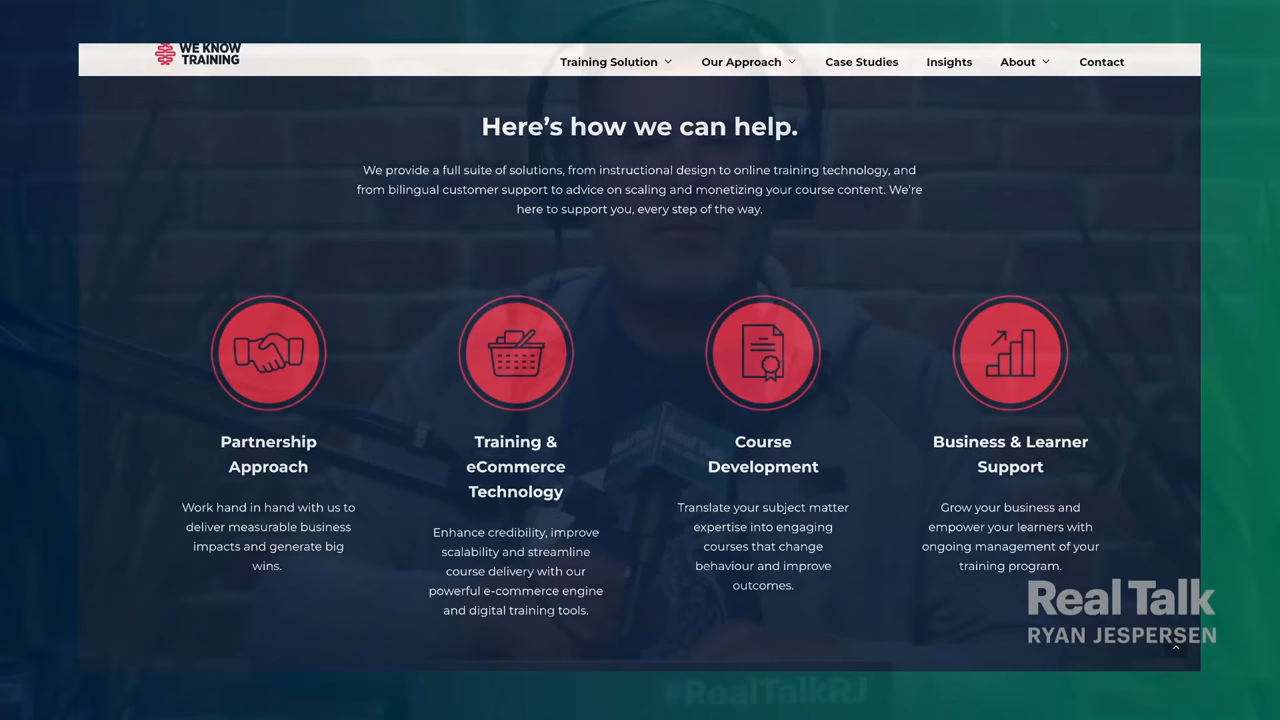 WE KNOW
TRAINING
Training Solution
Our Approach
Case Studies
Insights
About
Contact
Here's how we can help.
We provide a full suite of solutions, from instructional design to online training technology, and
from bilingual customer support to advice on scaling and monetizing your course content. We're
here to support you, every step of the way.
Partnership
Approach
Work hand in hand with us to
deliver measurable business
impacts and generate big
wins.
Training &
eCommerce
Technology
Enhance credibility, improve
scalability and streamline
course delivery with our
powerful e-commerce engine
and digital training tools.
Course
Development
Translate your subject matter
expertise into engaging
courses that change
behaviour and improve
outcomes.
Business & Learner
Support
Grow your business and
empower your learners with
ongoing management of your
training program.
Real Talk
RYAN JESPERSEN
#RealTalkRJ